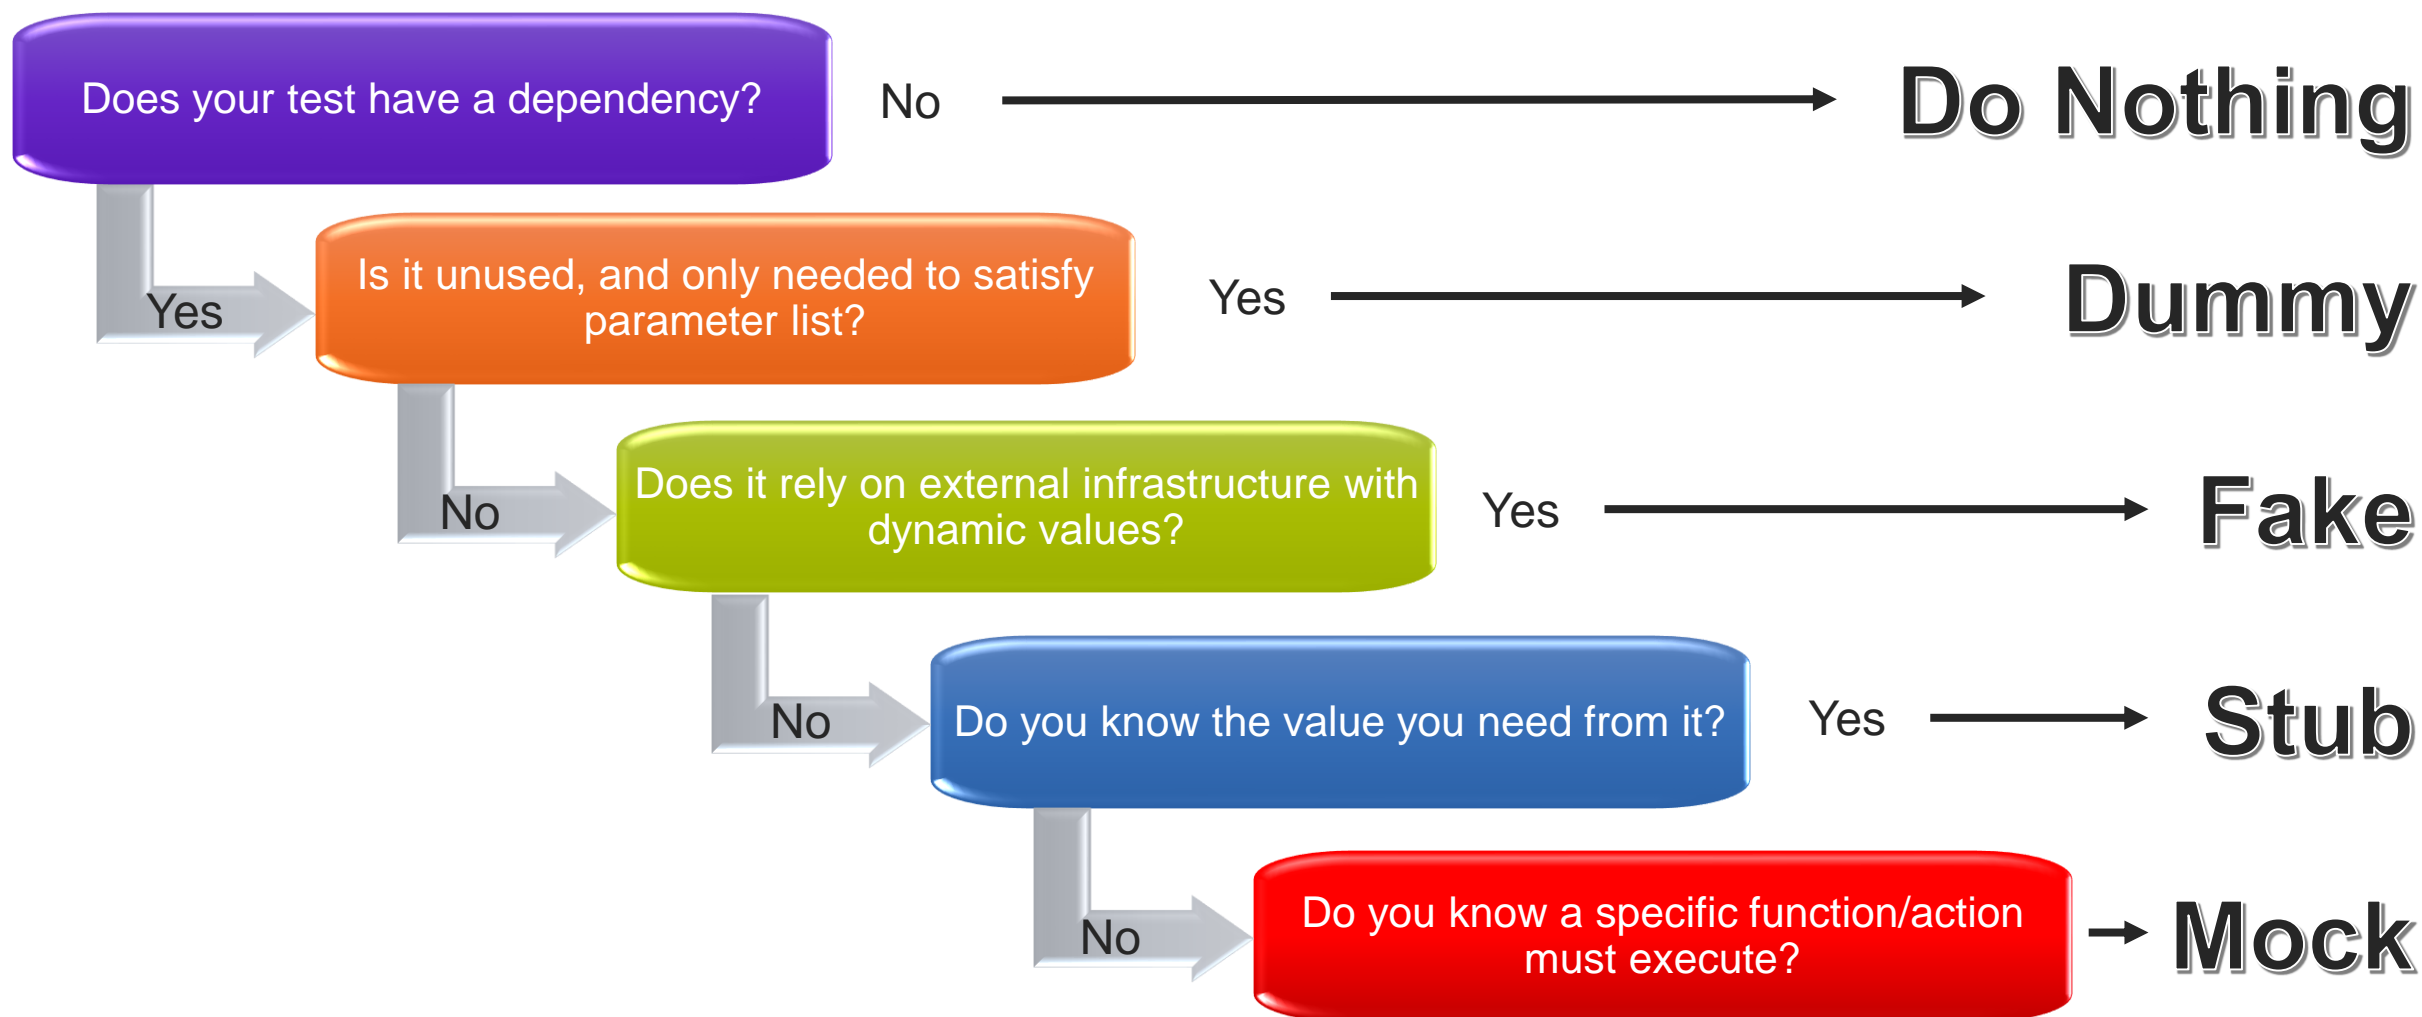 Does your test have a dependency?
No
Do Nothing
Yes
Is it unused, and only needed to satisfy
parameter list?
Yes
Dummy
No
Does it rely on external infrastructure with
dynamic values?
Yes
Fake
No
Do you know the value you need from it?
Yes
Stub
No
Do you know a specific function/action
must execute?
Mock